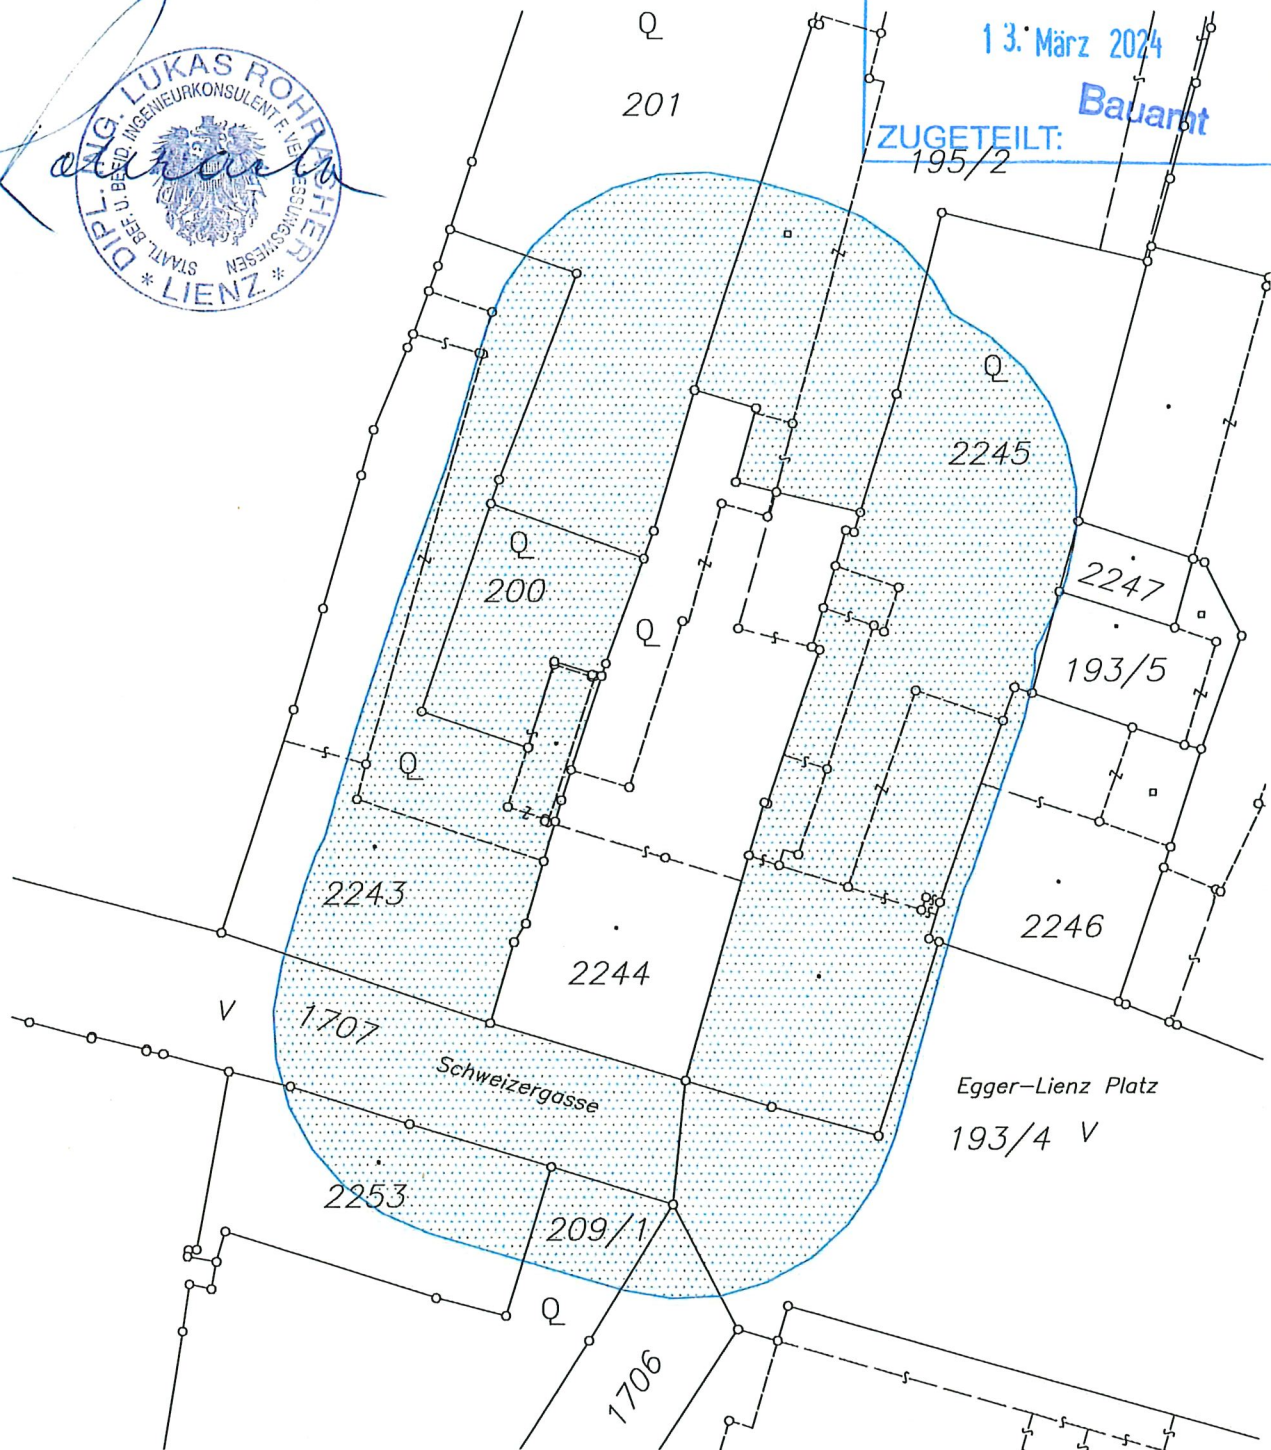 DIPL. ING. LUKAS ROHRACHER
STAATL. BEF. U. BEEID. INGENIEURKONSULENT F. VERMESSUNGSWESEN
* LIENZ *
13. März 2024
Bauamt
ZUGETEILT:
201
195/2
2245
200
2247
193/5
2243
2246
2244
V
1707
Schweizergasse
Egger-Lienz Platz
193/4 V
2253
209/1
1706